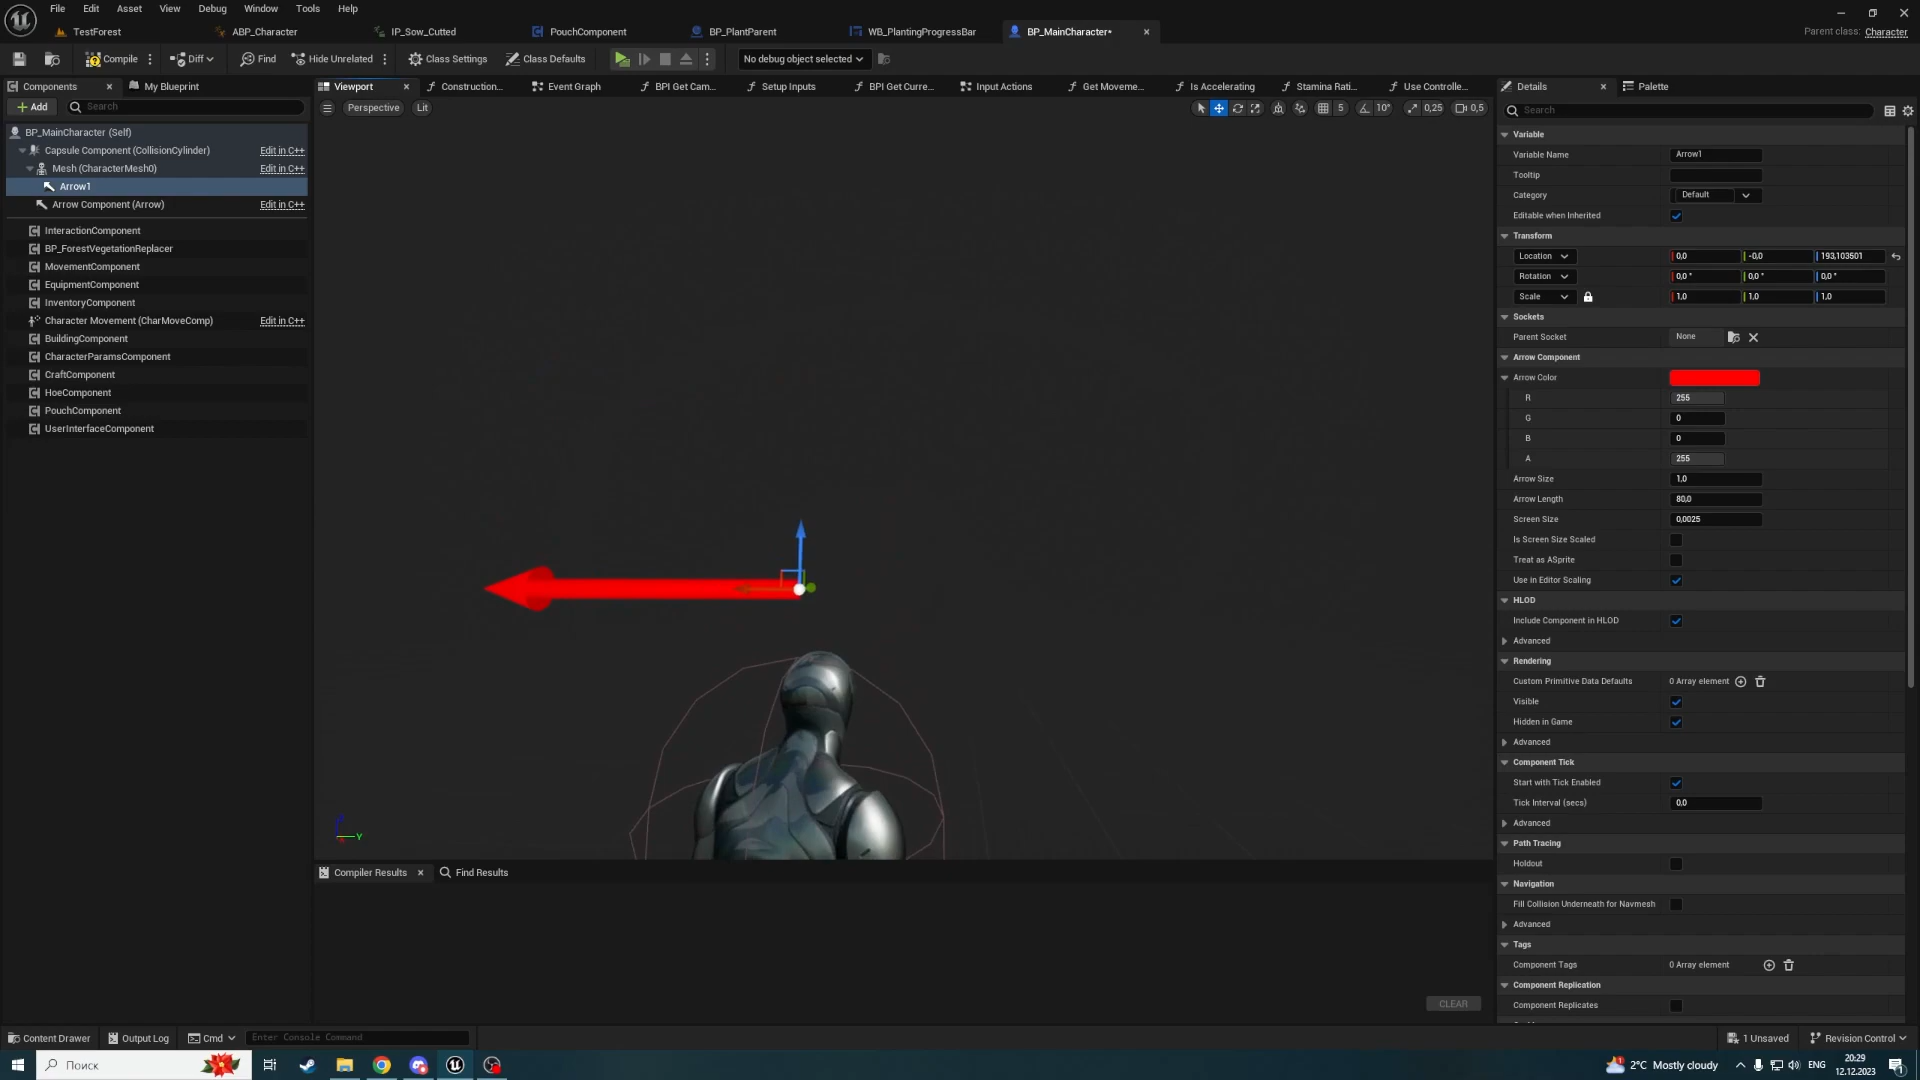 File Edit Asset View Window Debug Tools Help
TestForest ABP_Character IP_Sow_Cutted PouchComponent BP_PlantParent WB_PlantingProgressBar BP_MainCharacter*
Parent class: Character
Compile Diff Find Hide Unrelated Class Settings Class Defaults No debug object selected
Components My Blueprint
Add Search
BP_MainCharacter (Self)
Capsule Component (CollisionCylinder) Edit in C++
Mesh (CharacterMesh0) Edit in C++
Arrow1
Arrow Component (Arrow) Edit in C++
InteractionComponent
BP_ForestVegetationReplacer
MovementComponent
EquipmentComponent
InventoryComponent
Character Movement (CharMoveComp) Edit in C++
BuildingComponent
CharacterParamsComponent
CraftComponent
HoeComponent
PouchComponent
UserInterfaceComponent
Viewport Construction... Event Graph BPI Get Cam... Setup Inputs BPI Get Curre... Input Actions Get Moveme... Is Accelerating Stamina Rati... Use Controlle...
Perspective Lit 5 10° 0,25 0,5
Y
Compiler Results Find Results
CLEAR
Details Palette
Search
Variable
Variable Name Arrow1
Tooltip
Category Default
Editable when Inherited
Transform
Location 0,0 -0,0 193,103501
Rotation 0,0 ° 0,0 ° 0,0 °
Scale 1,0 1,0 1,0
Sockets
Parent Socket None
Arrow Component
Arrow Color
R 255
G 0
B 0
A 255
Arrow Size 1,0
Arrow Length 80,0
Screen Size 0,0025
Is Screen Size Scaled
Treat as ASprite
Use in Editor Scaling
HLOD
Include Component in HLOD
Advanced
Rendering
Custom Primitive Data Defaults 0 Array element
Visible
Hidden in Game
Advanced
Component Tick
Start with Tick Enabled
Tick Interval (secs) 0,0
Advanced
Path Tracing
Holdout
Navigation
Fill Collision Underneath for Navmesh
Advanced
Tags
Component Tags 0 Array element
Component Replication
Component Replicates
Content Drawer Output Log Cmd Enter Console Command 1 Unsaved Revision Control
Поиск 2°C Mostly cloudy ENG 20:29
12.12.2023